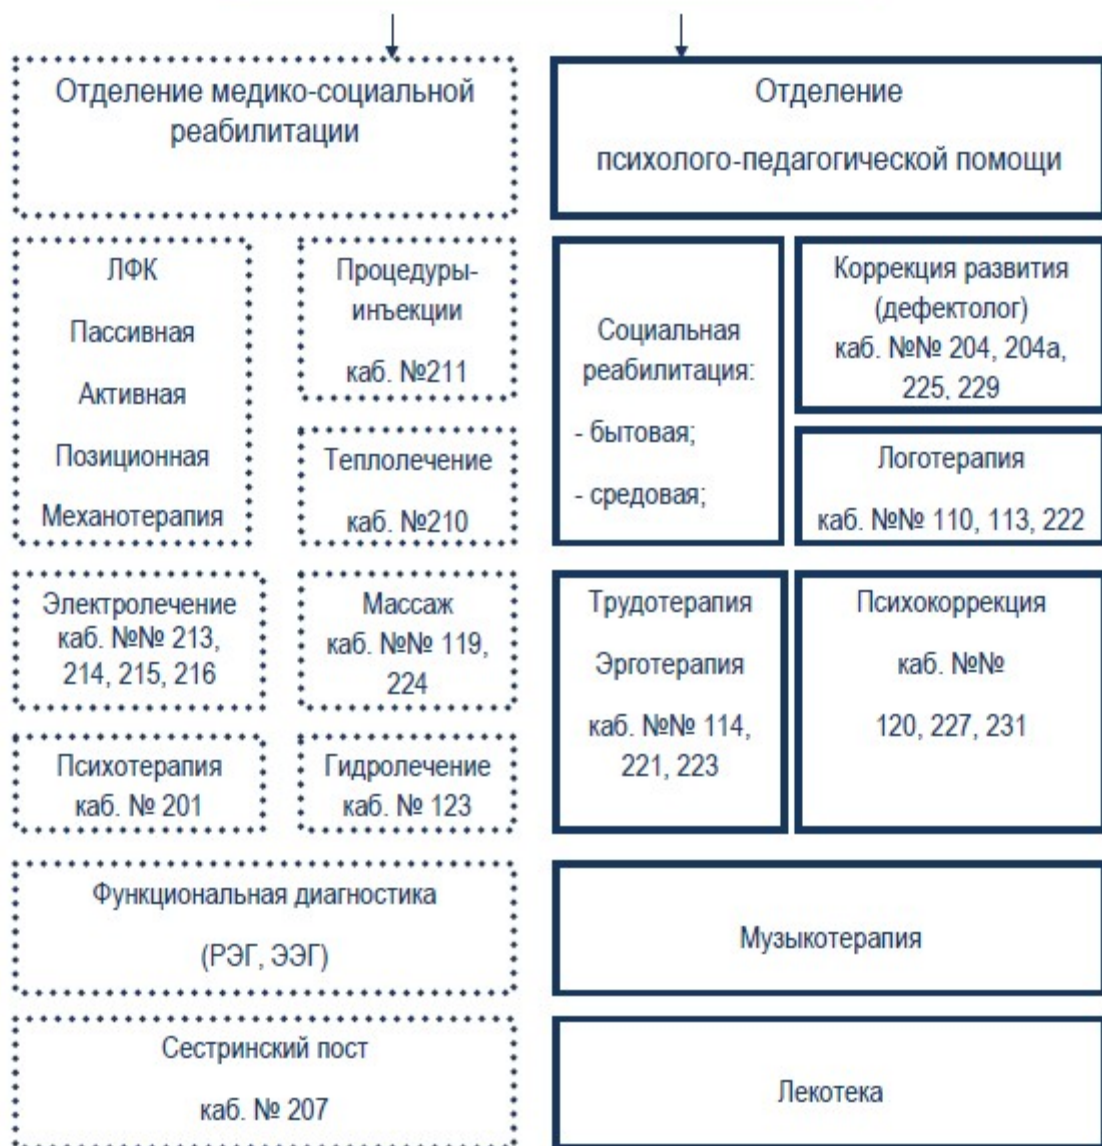 Отделение медико-социальной
реабилитации
Отделение
психолого-педагогической помощи
ЛФК
Пассивная
Активная
Позиционная
Механотерапия
Процедуры-
инъекции
каб. №211
Теплолечение
каб. №210
Социальная
реабилитация:
- бытовая;
- средовая;
Коррекция развития
(дефектолог)
каб. №№ 204, 204а,
225, 229
Логотерапия
каб. №№ 110, 113, 222
Электролечение
каб. №№ 213,
214, 215, 216
Массаж
каб. №№ 119,
224
Трудотерапия
Эрготерапия
каб. №№ 114,
221, 223
Психокоррекция
каб. №№
120, 227, 231
Психотерапия
каб. № 201
Гидролечение
каб. № 123
Функциональная диагностика
(РЭГ, ЭЭГ)
Музыкотерапия
Сестринский пост
каб. № 207
Лекотека